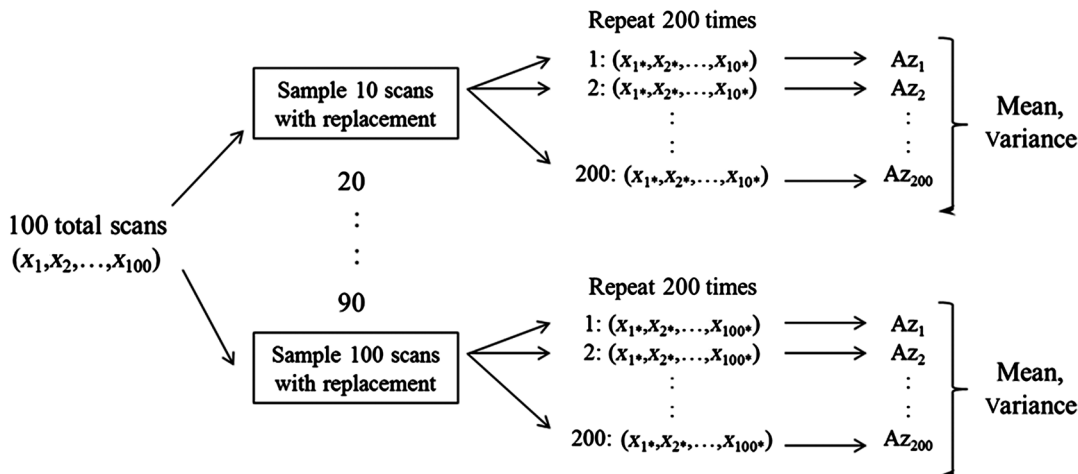 Repeat 200 times
1: (x1*,x2*,…,x10*) Az1
2: (x1*,x2*,…,x10*) Az2
200: (x1*,x2*,…,x10*) Az200
Mean,
Variance
Sample 10 scans
with replacement
20
90
100 total scans
(x1,x2,…,x100)
Sample 100 scans
with replacement
Repeat 200 times
1: (x1*,x2*,…,x100*) Az1
2: (x1*,x2*,…,x100*) Az2
200: (x1*,x2*,…,x100*) Az200
Mean,
Variance